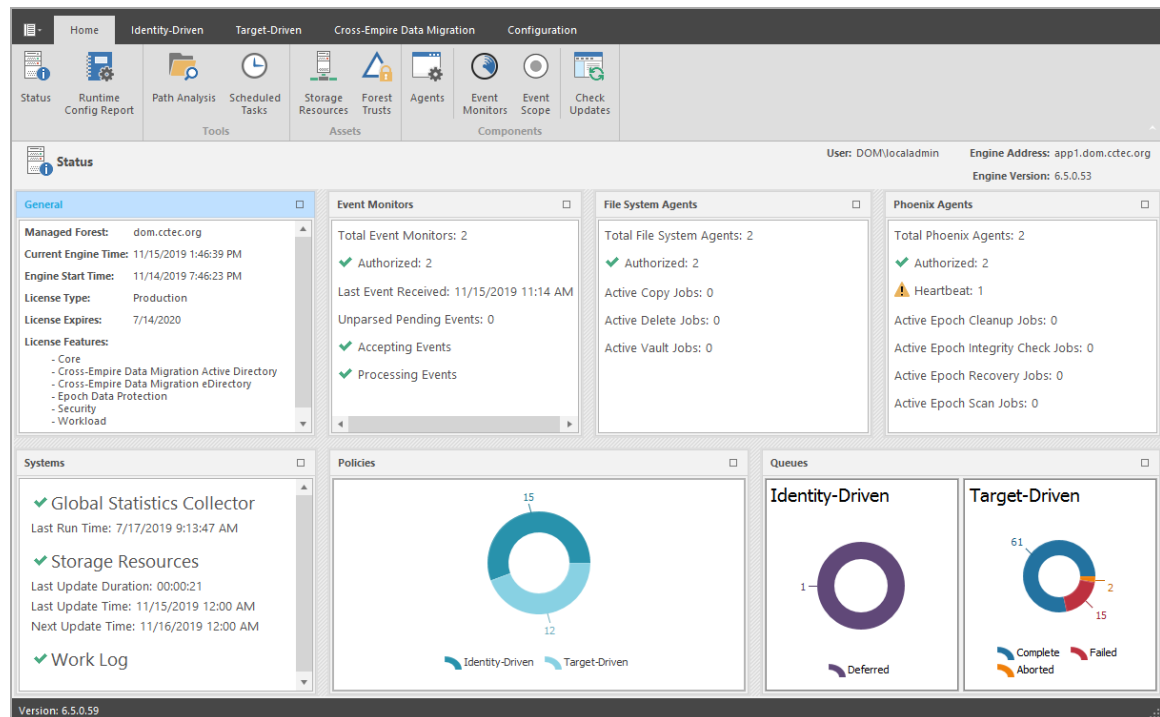 Home Identity-Driven Target-Driven Cross-Empire Data Migration Configuration
Status
Runtime
Config Report
Path Analysis
Scheduled
Tasks
Storage
Resources
Forest
Trusts
Agents
Event
Monitors
Event
Scope
Check
Updates
Tools
Assets
Components
Status
User: DOM\localadmin
Engine Address: app1.dom.cctec.org
Engine Version: 6.5.0.53
General
Managed Forest: dom.cctec.org
Current Engine Time: 11/15/2019 1:46:39 PM
Engine Start Time: 11/14/2019 7:46:23 PM
License Type: Production
License Expires: 7/14/2020
License Features:
- Core
- Cross-Empire Data Migration Active Directory
- Cross-Empire Data Migration eDirectory
- Epoch Data Protection
- Security
- Workload
Event Monitors
Total Event Monitors: 2
Authorized: 2
Last Event Received: 11/15/2019 11:14 AM
Unparsed Pending Events: 0
Accepting Events
Processing Events
File System Agents
Total File System Agents: 2
Authorized: 2
Active Copy Jobs: 0
Active Delete Jobs: 0
Active Vault Jobs: 0
Phoenix Agents
Total Phoenix Agents: 2
Authorized: 2
Heartbeat: 1
Active Epoch Cleanup Jobs: 0
Active Epoch Integrity Check Jobs: 0
Active Epoch Recovery Jobs: 0
Active Epoch Scan Jobs: 0
Systems
Global Statistics Collector
Last Run Time: 7/17/2019 9:13:47 AM
Storage Resources
Last Update Duration: 00:00:21
Last Update Time: 11/15/2019 12:00 AM
Next Update Time: 11/16/2019 12:00 AM
Work Log
Policies
15
12
Identity-Driven Target-Driven
Queues
Identity-Driven
1
Deferred
Target-Driven
61
2
15
Complete Failed
Aborted
Version: 6.5.0.59